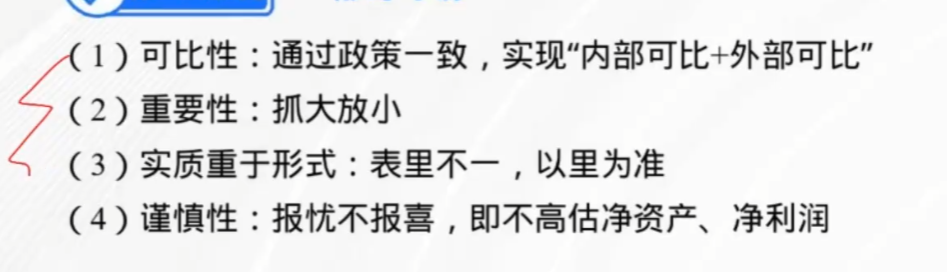 （1）可比性：通过政策一致，实现“内部可比+外部可比”
（2）重要性：抓大放小
（3）实质重于形式：表里不一，以里为准
（4）谨慎性：报忧不报喜，即不高估净资产、净利润